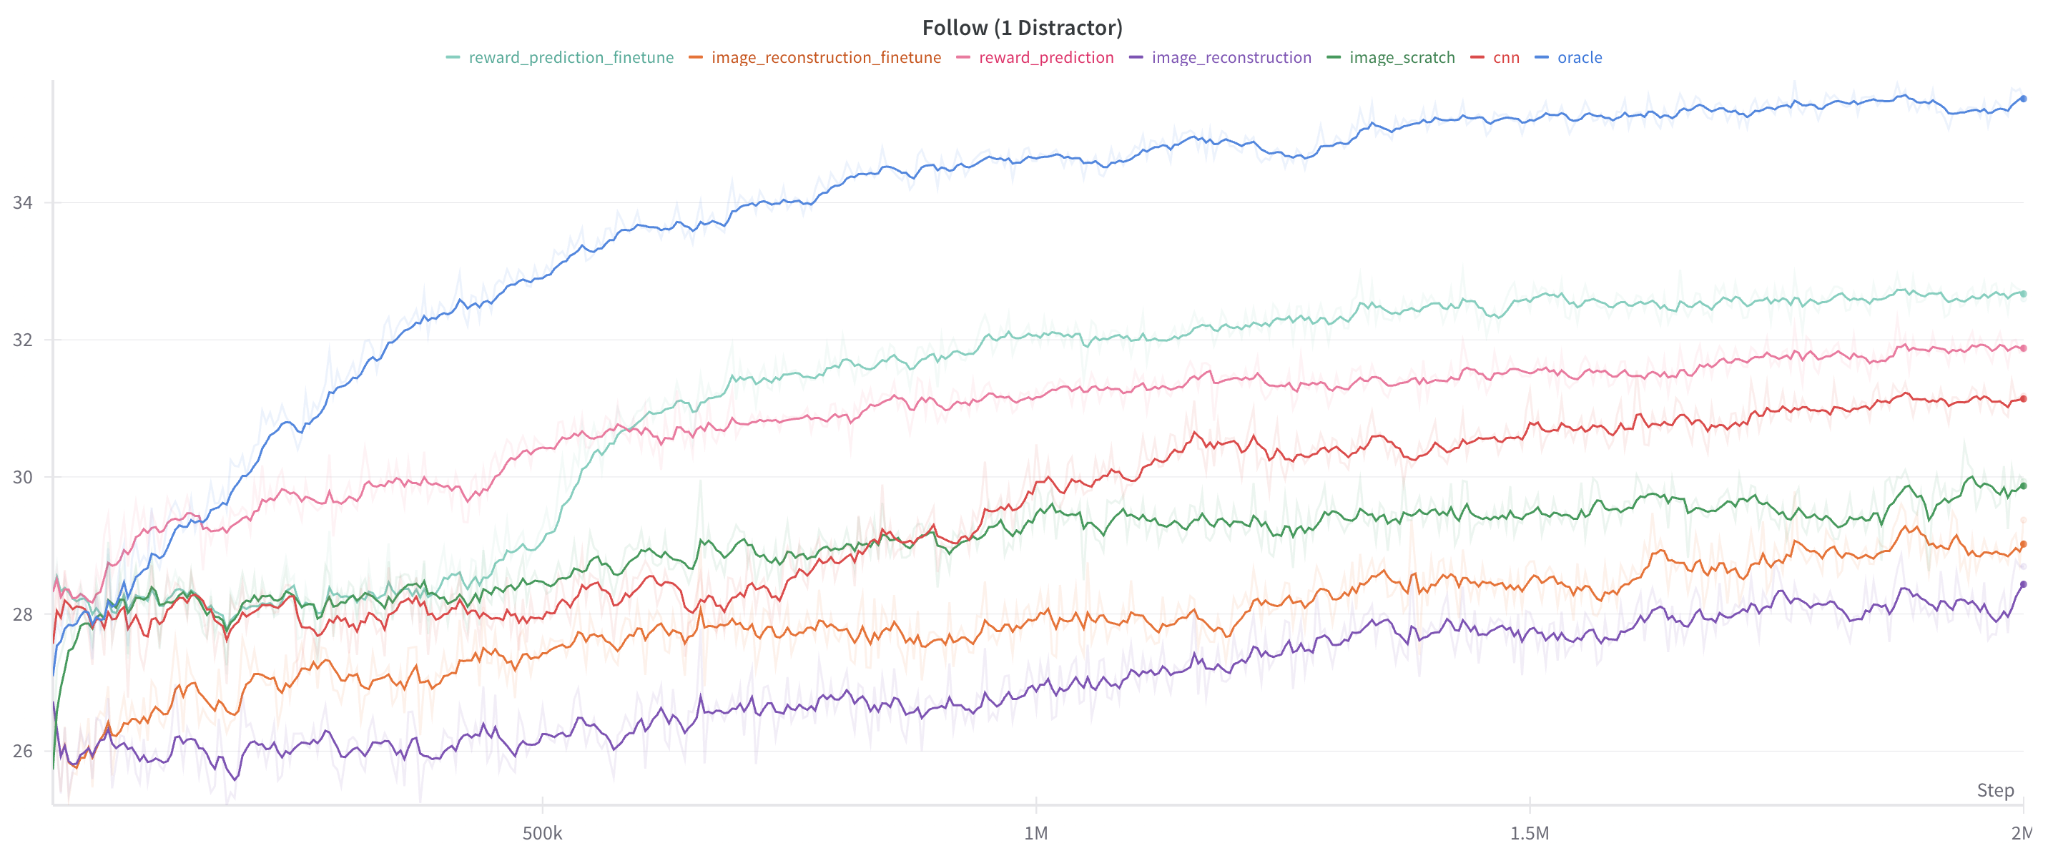 Follow (1 Distractor)
reward_prediction_finetune image_reconstruction_finetune reward_prediction image_reconstruction image_scratch cnn oracle
34
32
30
28
26
Step
500k 1M 1.5M 2M